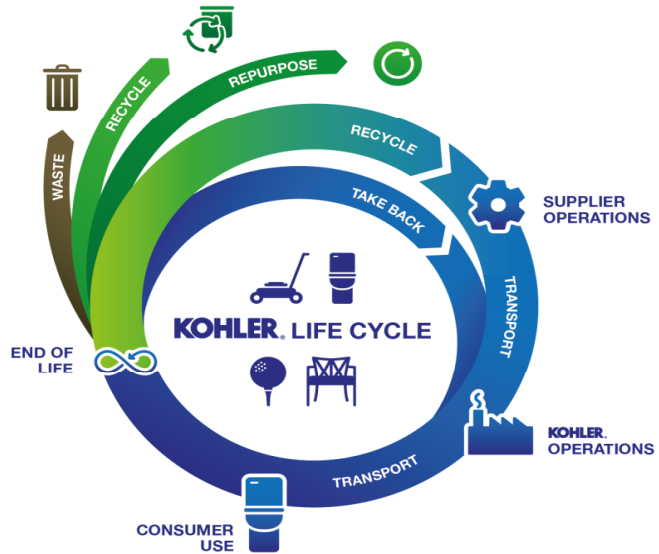 REPURPOSE
RECYCLE
WASTE
RECYCLE
TAKE BACK
SUPPLIER
OPERATIONS
TRANSPORT
KOHLER. LIFE CYCLE
END OF
LIFE
KOHLER.
OPERATIONS
TRANSPORT
CONSUMER
USE